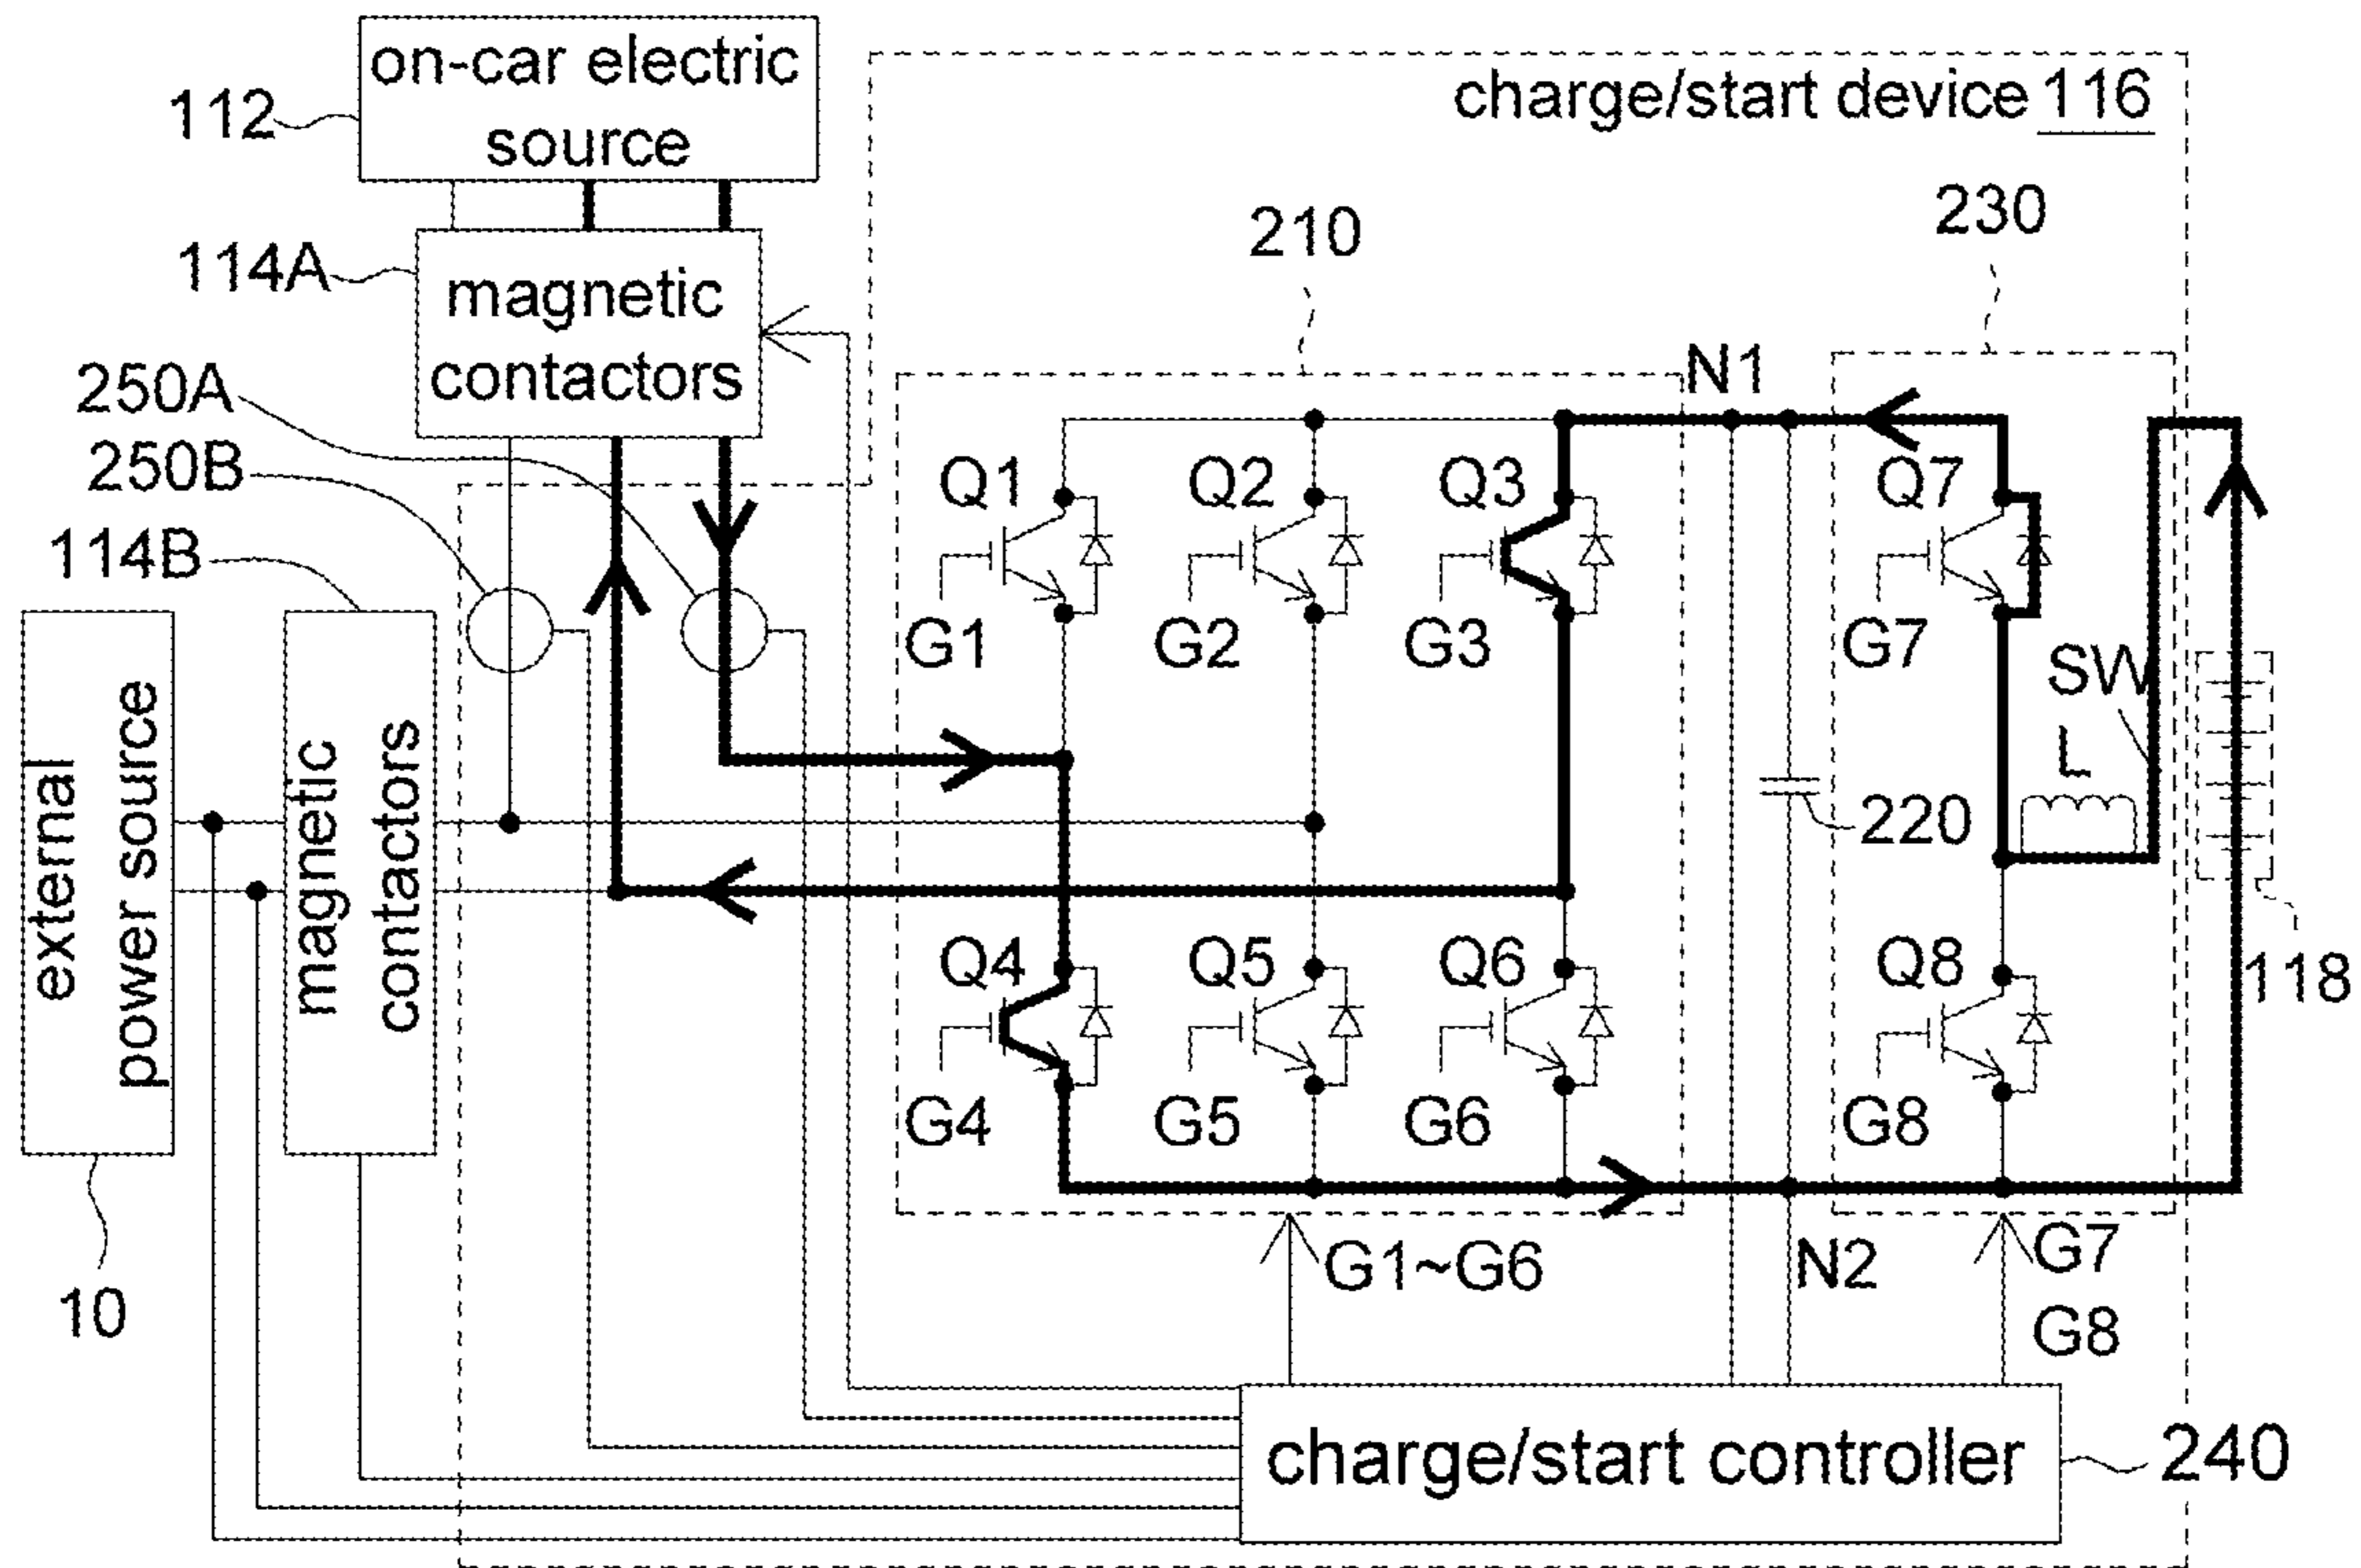 on-car electric
source
112
charge/start device 116
230
210
114A
magnetic
contactors
N1
250A
250B
Q1
Q2
Q3
Q7
114B
G1
G2
G3
G7
SW
L
external
power source
magnetic
contactors
220
Q4
Q5
Q6
Q8
118
G4
G5
G6
G8
10
G1~G6
N2
G7
G8
charge/start controller
240